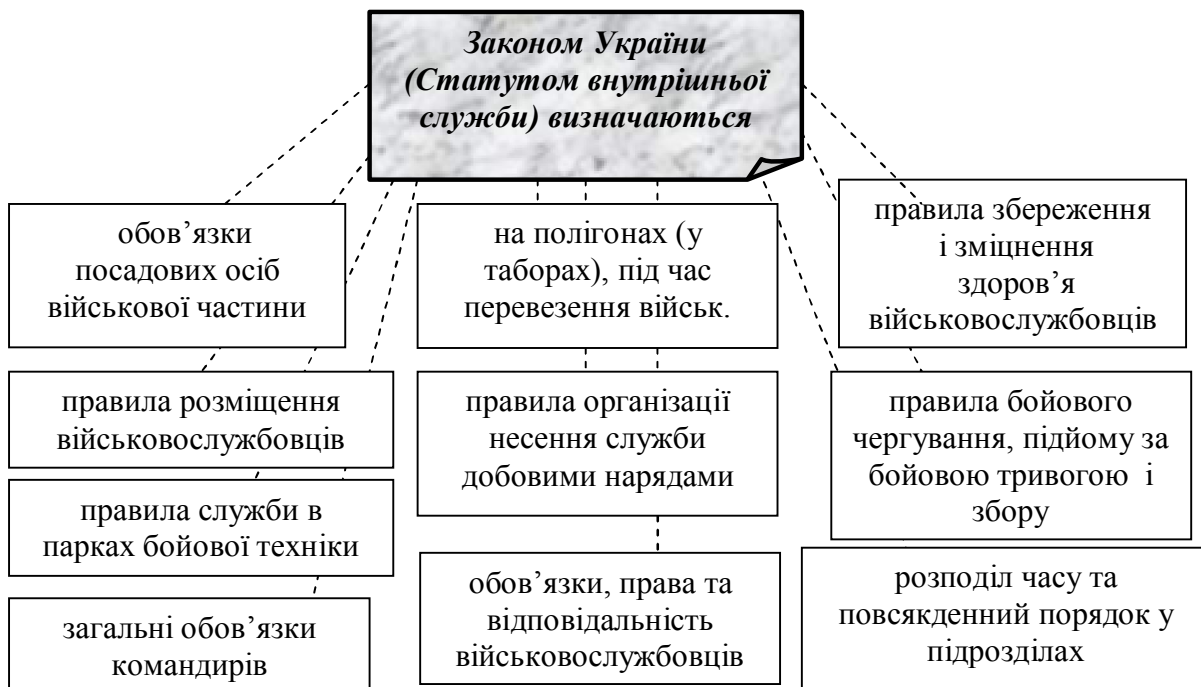 Законом України
(Статутом внутрішньої
служби) визначаються
обов’язки
посадових осіб
військової частини
на полігонах (у
таборах), під час
перевезення військ.
правила збереження
і зміцнення
здоров’я
військовослужбовців
правила розміщення
військовослужбовців
правила організації
несення служби
добовими нарядами
правила бойового
чергування, підйому за
бойовою тривогою і
збору
правила служби в
парках бойової техніки
обов’язки, права та
відповідальність
військовослужбовців
розподіл часу та
повсякденний порядок у
підрозділах
загальні обов’язки
командирів